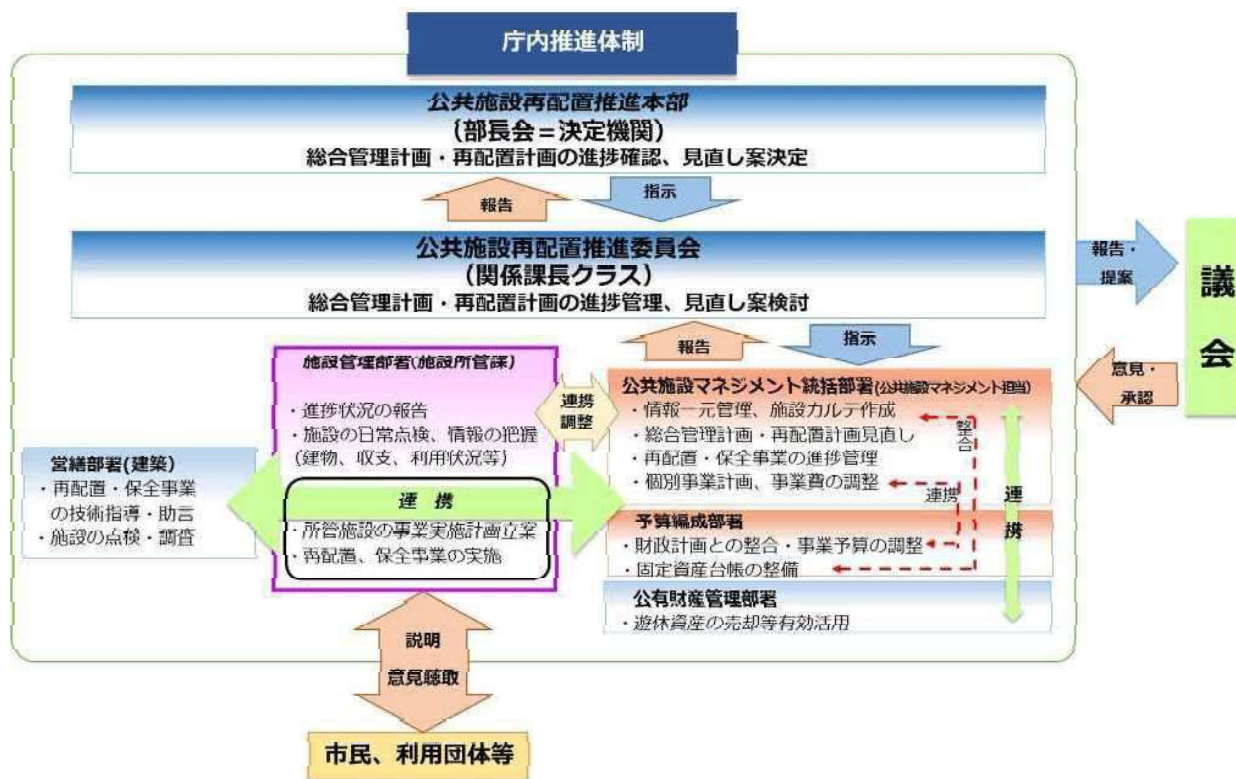 庁内推進体制
公共施設再配置推進本部
(部長会=決定機関)
総合管理計画・再配置計画の進捗確認、見直し案決定
報告
指示
公共施設再配置推進委員会
(関係課長クラス)
総合管理計画・再配置計画の進捗管理、見直し案検討
報告・
提案
議
会
意見・
承認
報告
指示
施設管理部署(施設所管課)
・進捗状況の報告
・施設の日常点検、情報の把握
(建物、収支、利用状況等)
連携
調整
公共施設マネジメント統括部署(公共施設マネジメント担当)
・情報一元管理、施設カルテ作成
・総合管理計画・再配置計画見直し
・再配置・保全事業の進捗管理
・個別事業計画、事業費の調整
整合
連携
連
携
営繕部署(建築)
・再配置・保全事業
の技術指導・助言
・施設の点検・調査
連 携
・所管施設の事業実施計画立案
・再配置、保全事業の実施
予算編成部署
・財政計画との整合・事業予算の調整
・固定資産台帳の整備
公有財産管理部署
・遊休資産の売却等有効活用
説明
意見聴取
市民、利用団体等